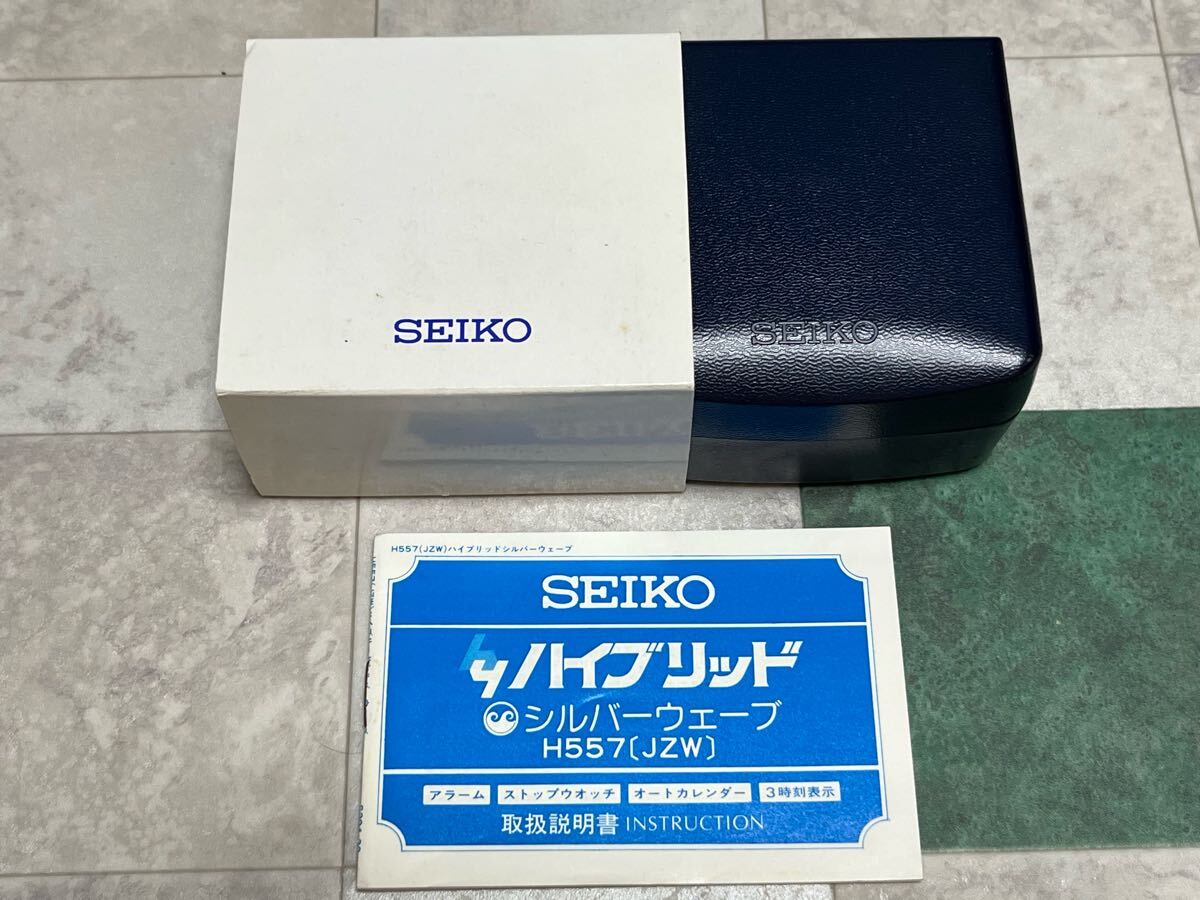 SEIKO
SEIKO
H557(JZW)ハイブリッドシルバーウェーブ
SEIKO
hyハイブリッド
シルバーウェーブ
H557〔JZW〕
アラーム ストップウオッチ オートカレンダー 3時刻表示
取扱説明書 INSTRUCTION